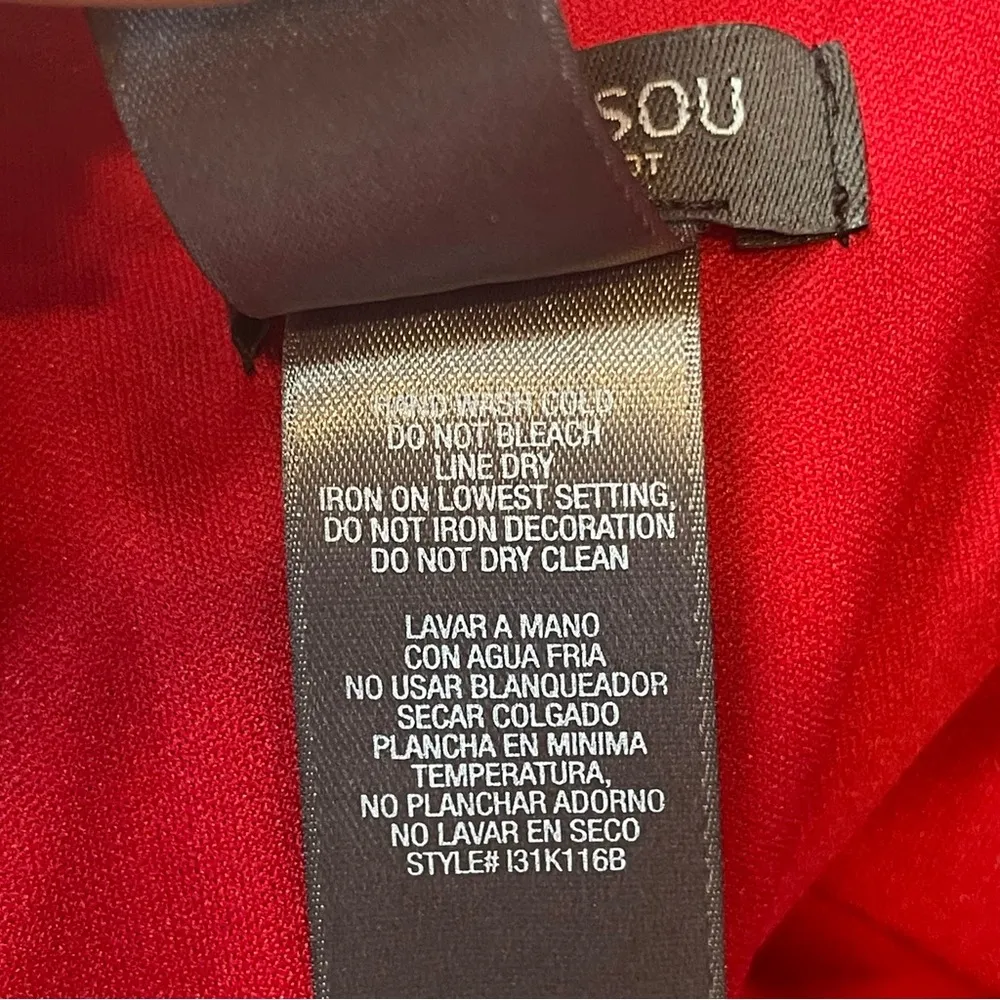 SOU
HAND WASH COLD
DO NOT BLEACH
LINE DRY
IRON ON LOWEST SETTING,
DO NOT IRON DECORATION
DO NOT DRY CLEAN
LAVAR A MANO
CON AGUA FRIA
NO USAR BLANQUEADOR
SECAR COLGADO
PLANCHA EN MINIMA
TEMPERATURA,
NO PLANCHAR ADORNO
NO LAVAR EN SECO
STYLE# I31K116B